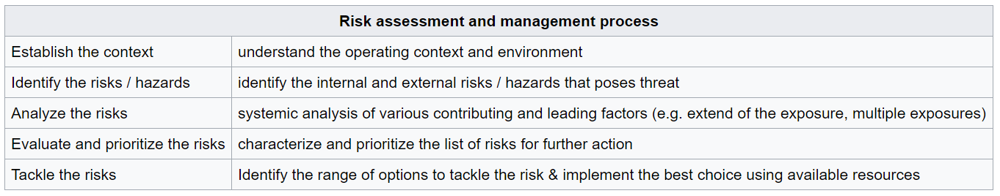 Risk assessment and management process
Establish the context understand the operating context and environment
Identify the risks / hazards identify the internal and external risks / hazards that poses threat
Analyze the risks systemic analysis of various contributing and leading factors (e.g. extend of the exposure, multiple exposures)
Evaluate and prioritize the risks characterize and prioritize the list of risks for further action
Tackle the risks Identify the range of options to tackle the risk & implement the best choice using available resources